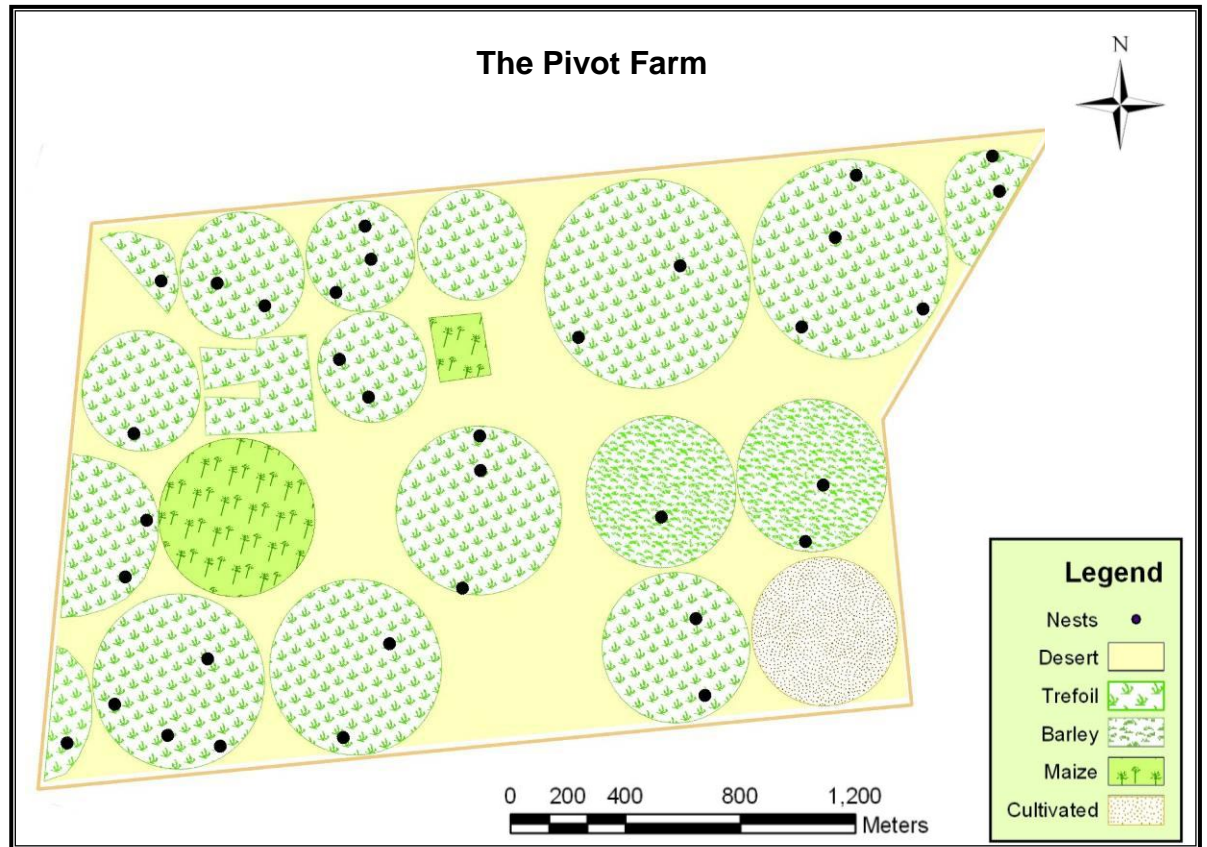 The Pivot Farm
N
Legend
Nests
Desert
Trefoil
Barley
Maize
Cultivated
0 200 400 800 1,200
Meters